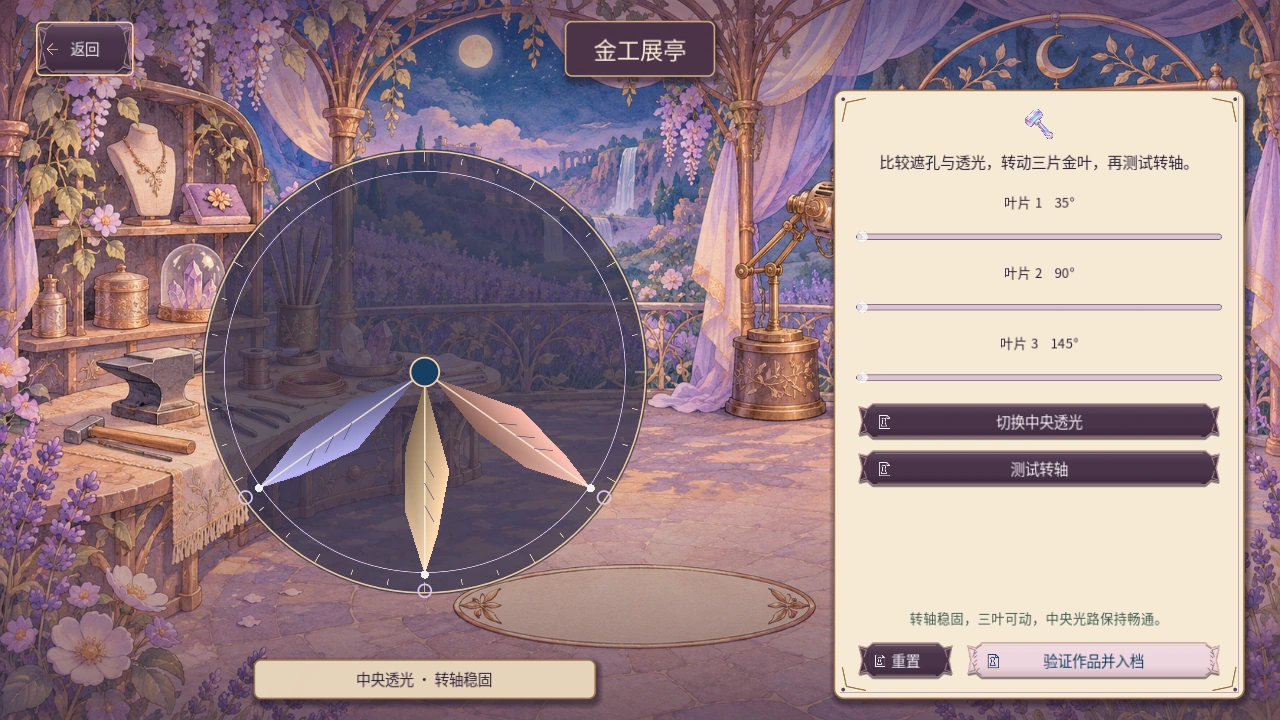 返回
金工展亭
比较遮孔与透光，转动三片金叶，再测试转轴。
叶片 1 35°
叶片 2 90°
叶片 3 145°
切换中央透光
测试转轴
转轴稳固，三叶可动，中央光路保持畅通。
重置
验证作品并入档
中央透光 · 转轴稳固